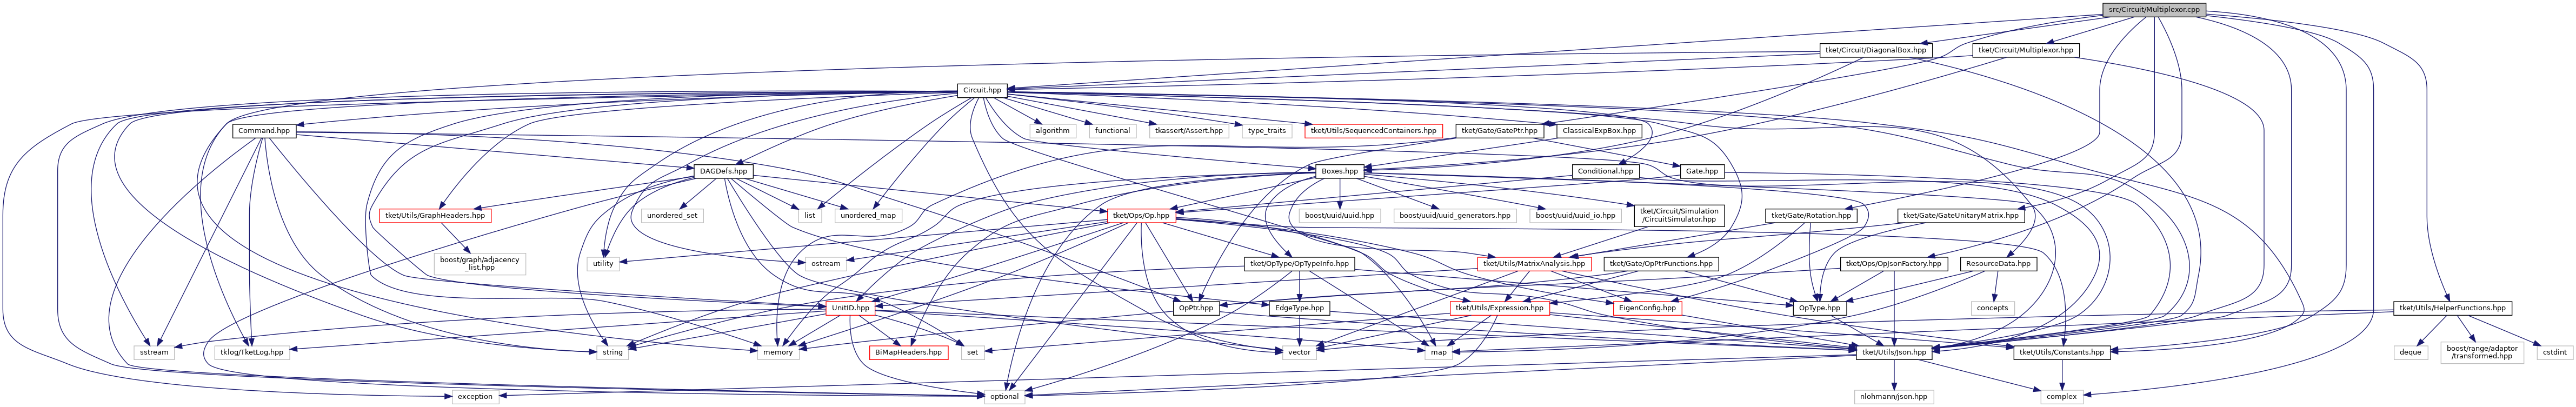 src/Circuit/Multiplexor.cpp
tket/Circuit/DiagonalBox.hpp
tket/Circuit/Multiplexor.hpp
Circuit.hpp
Command.hpp
algorithm
functional
tkassert/Assert.hpp
type_traits
tket/Utils/SequencedContainers.hpp
tket/Gate/GatePtr.hpp
ClassicalExpBox.hpp
DAGDefs.hpp
Boxes.hpp
Conditional.hpp
Gate.hpp
tket/Utils/GraphHeaders.hpp
unordered_set
list
unordered_map
tket/Ops/Op.hpp
boost/uuid/uuid.hpp
boost/uuid/uuid_generators.hpp
boost/uuid/uuid_io.hpp
tket/Circuit/Simulation
/CircuitSimulator.hpp
tket/Gate/Rotation.hpp
tket/Gate/GateUnitaryMatrix.hpp
boost/graph/adjacency
_list.hpp
utility
ostream
tket/OpType/OpTypeInfo.hpp
tket/Utils/MatrixAnalysis.hpp
tket/Gate/OpPtrFunctions.hpp
tket/Ops/OpJsonFactory.hpp
ResourceData.hpp
UnitID.hpp
OpPtr.hpp
EdgeType.hpp
tket/Utils/Expression.hpp
EigenConfig.hpp
OpType.hpp
concepts
tket/Utils/HelperFunctions.hpp
sstream
tklog/TketLog.hpp
string
memory
BiMapHeaders.hpp
set
vector
map
tket/Utils/Json.hpp
tket/Utils/Constants.hpp
deque
boost/range/adaptor
/transformed.hpp
cstdint
exception
optional
nlohmann/json.hpp
complex